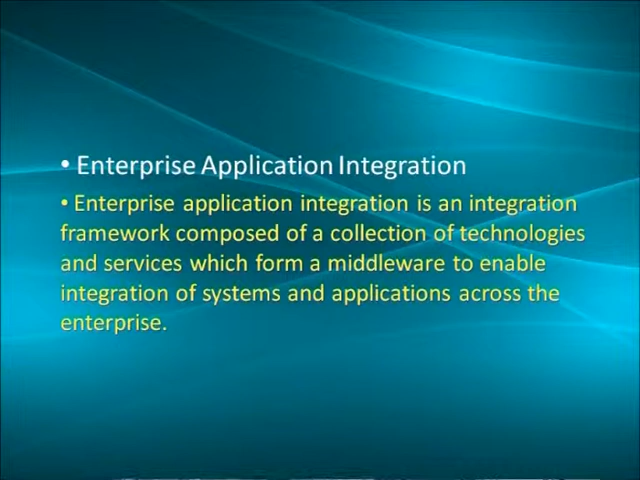 • Enterprise Application Integration
• Enterprise application integration is an integration
framework composed of a collection of technologies
and services which form a middleware to enable
integration of systems and applications across the
enterprise.